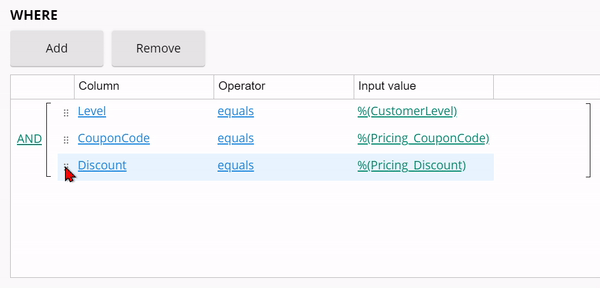 WHERE
Add Remove
Column Operator Input value
Level equals %(CustomerLevel)
AND CouponCode equals %(Pricing_CouponCode)
Discount equals %(Pricing_Discount)